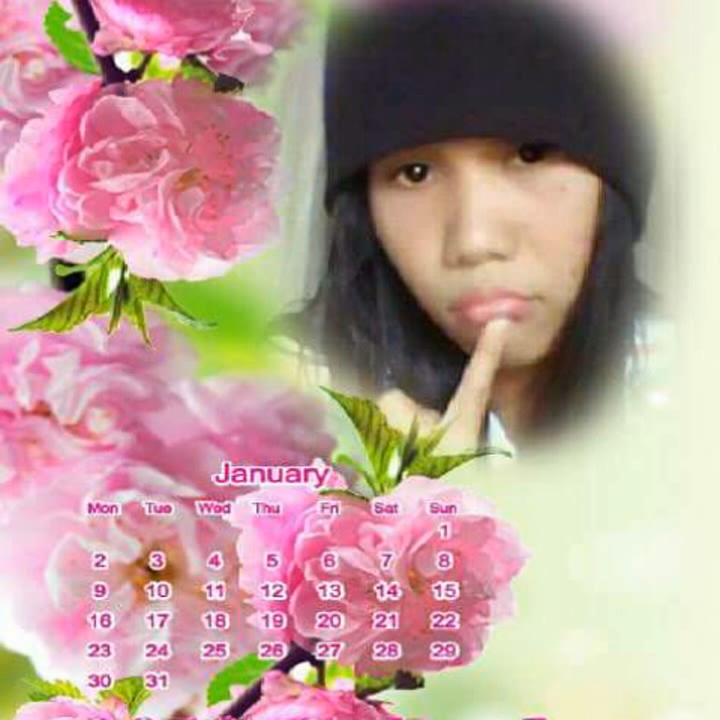 January
Mon Tue Wed Thu Fri Sat Sun
1
2 3 4 5 6 7 8
9 10 11 12 13 14 15
16 17 18 19 20 21 22
23 24 25 26 27 28 29
30 31